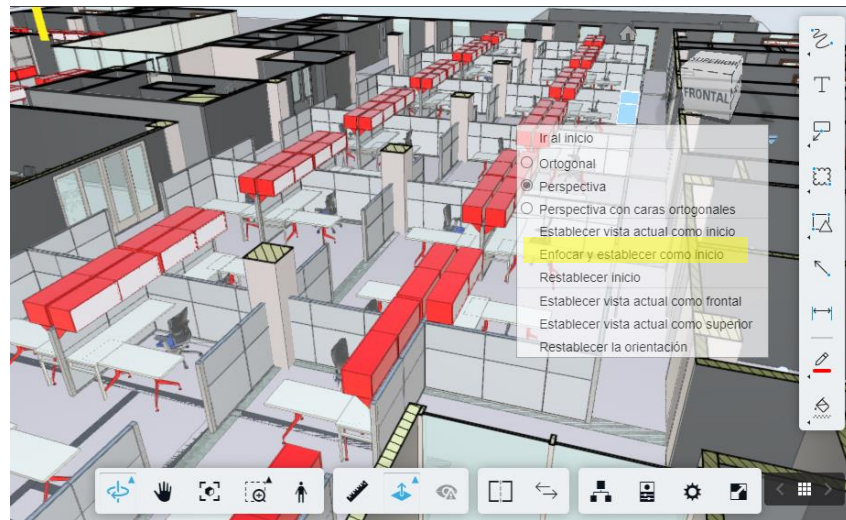 SUPERIOR
FRONTAL
Ir al inicio
Ortogonal
Perspectiva
Perspectiva con caras ortogonales
Establecer vista actual como inicio
Enfocar y establecer como inicio
Restablecer inicio
Establecer vista actual como frontal
Establecer vista actual como superior
Restablecer la orientación
T